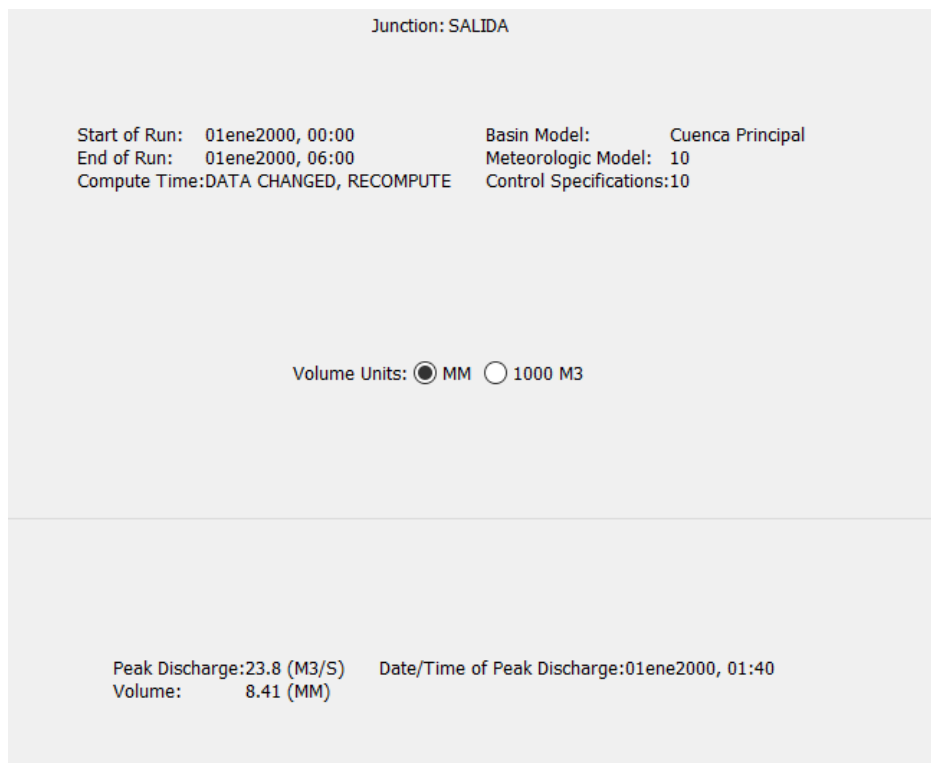 Junction: SALIDA
Start of Run: 01ene2000, 00:00 Basin Model: Cuenca Principal
End of Run: 01ene2000, 06:00 Meteorologic Model: 10
Compute Time:DATA CHANGED, RECOMPUTE Control Specifications:10
Volume Units: MM 1000 M3
Peak Discharge:23.8 (M3/S) Date/Time of Peak Discharge:01ene2000, 01:40
Volume: 8.41 (MM)